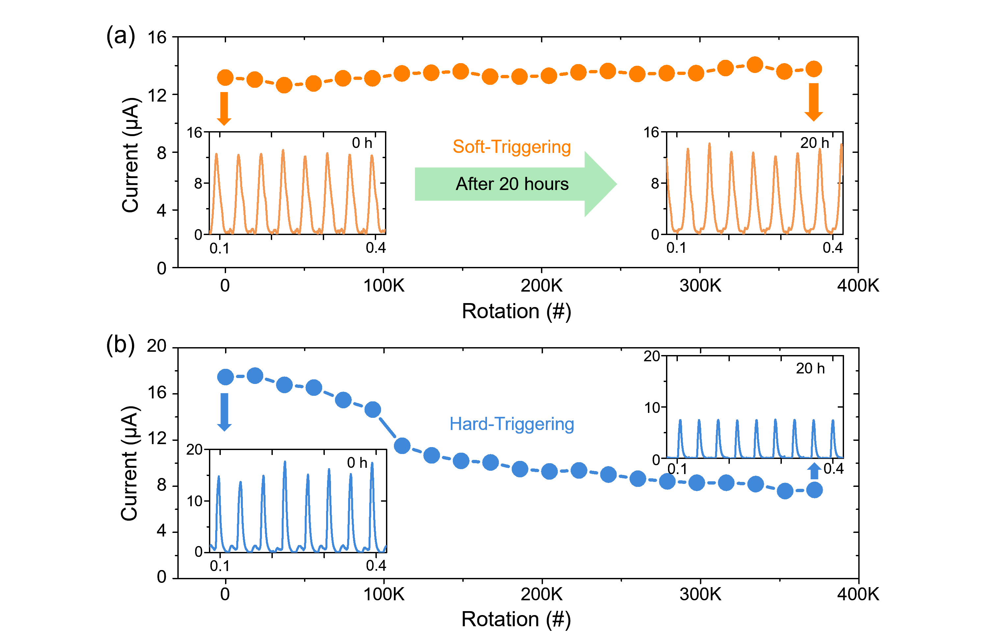 (a)
16
12
8
4
0
Current (µA)
0 h
16
8
0
0.1
0.4
Soft-Triggering
After 20 hours
20 h
16
8
0
0.1
0.4
0
100K
200K
300K
400K
Rotation (#)
(b)
20
16
12
8
4
0
Current (µA)
0 h
20
10
0
0.1
0.4
Hard-Triggering
20 h
20
10
0
0.1
0.4
0
100K
200K
300K
400K
Rotation (#)